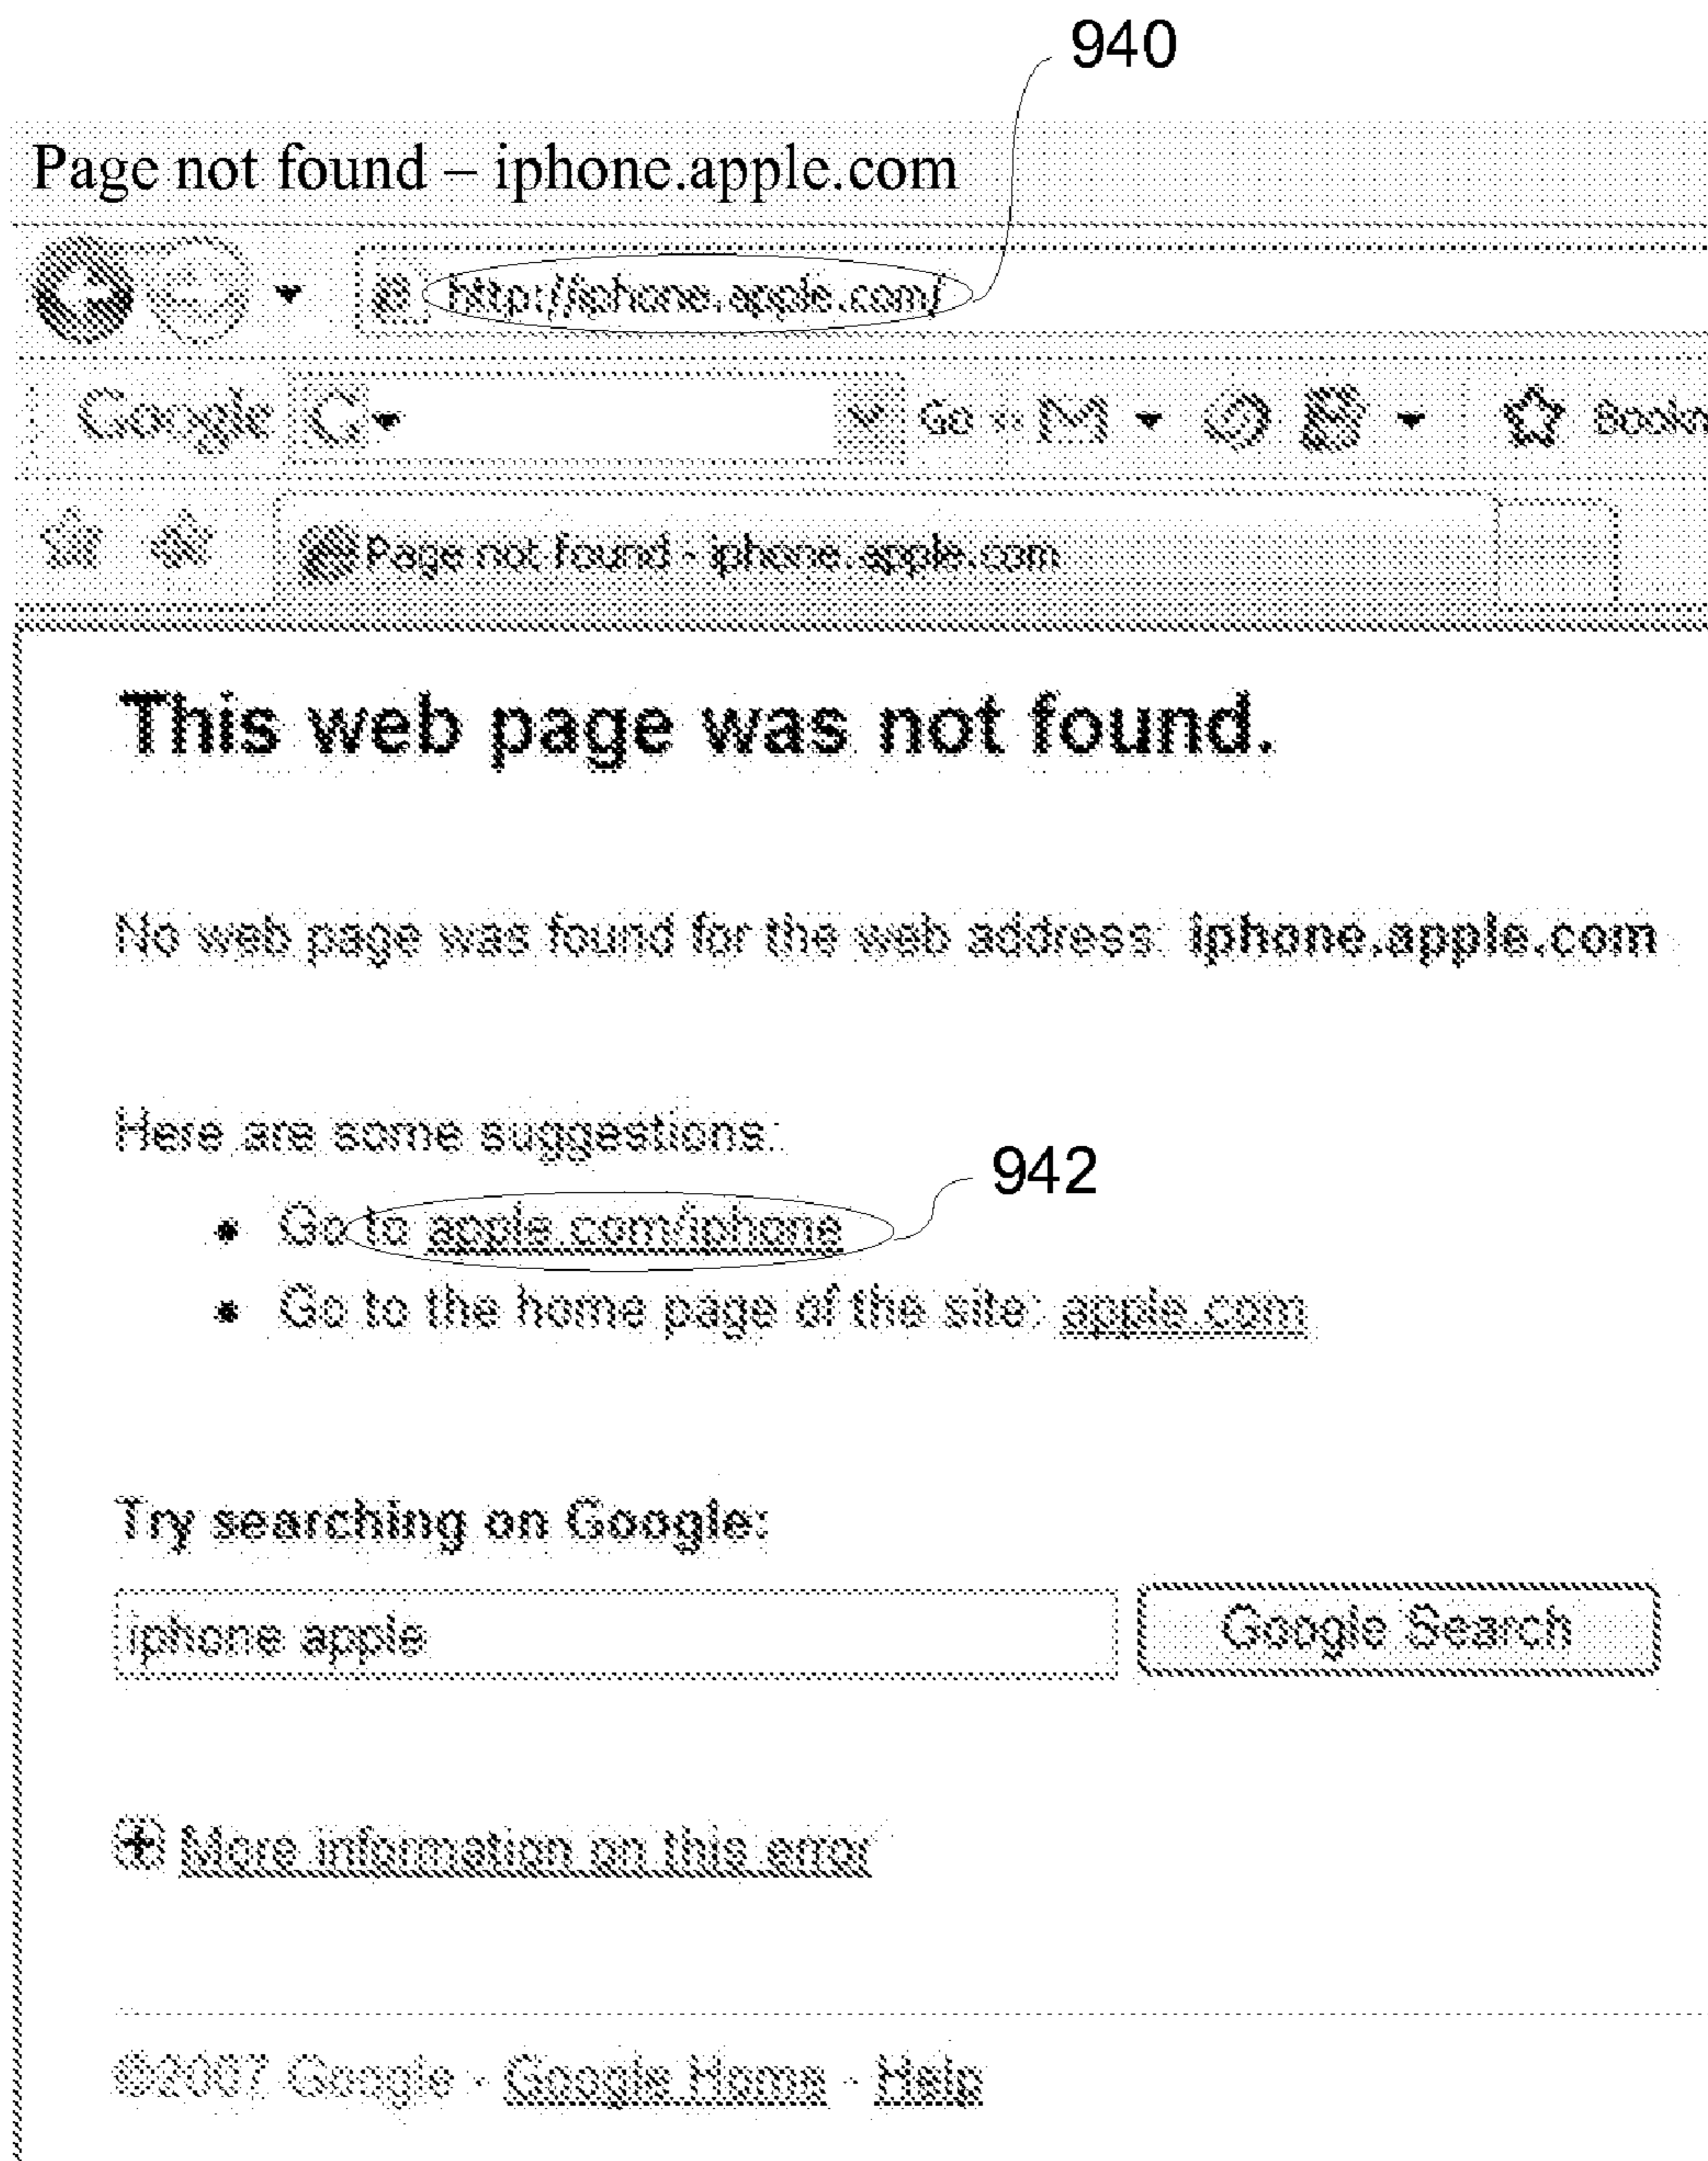 940
Page not found – iphone.apple.com
http://iphone.apple.com/
Google G Go M Bookm
Page not found - iphone.apple.com
This web page was not found.
No web page was found for the web address: iphone.apple.com
Here are some suggestions:
942
• Go to apple.com/iphone
• Go to the home page of the site: apple.com
Try searching on Google:
iphone apple Google Search
+ More information on this error
©2007 Google - Google Home - Help